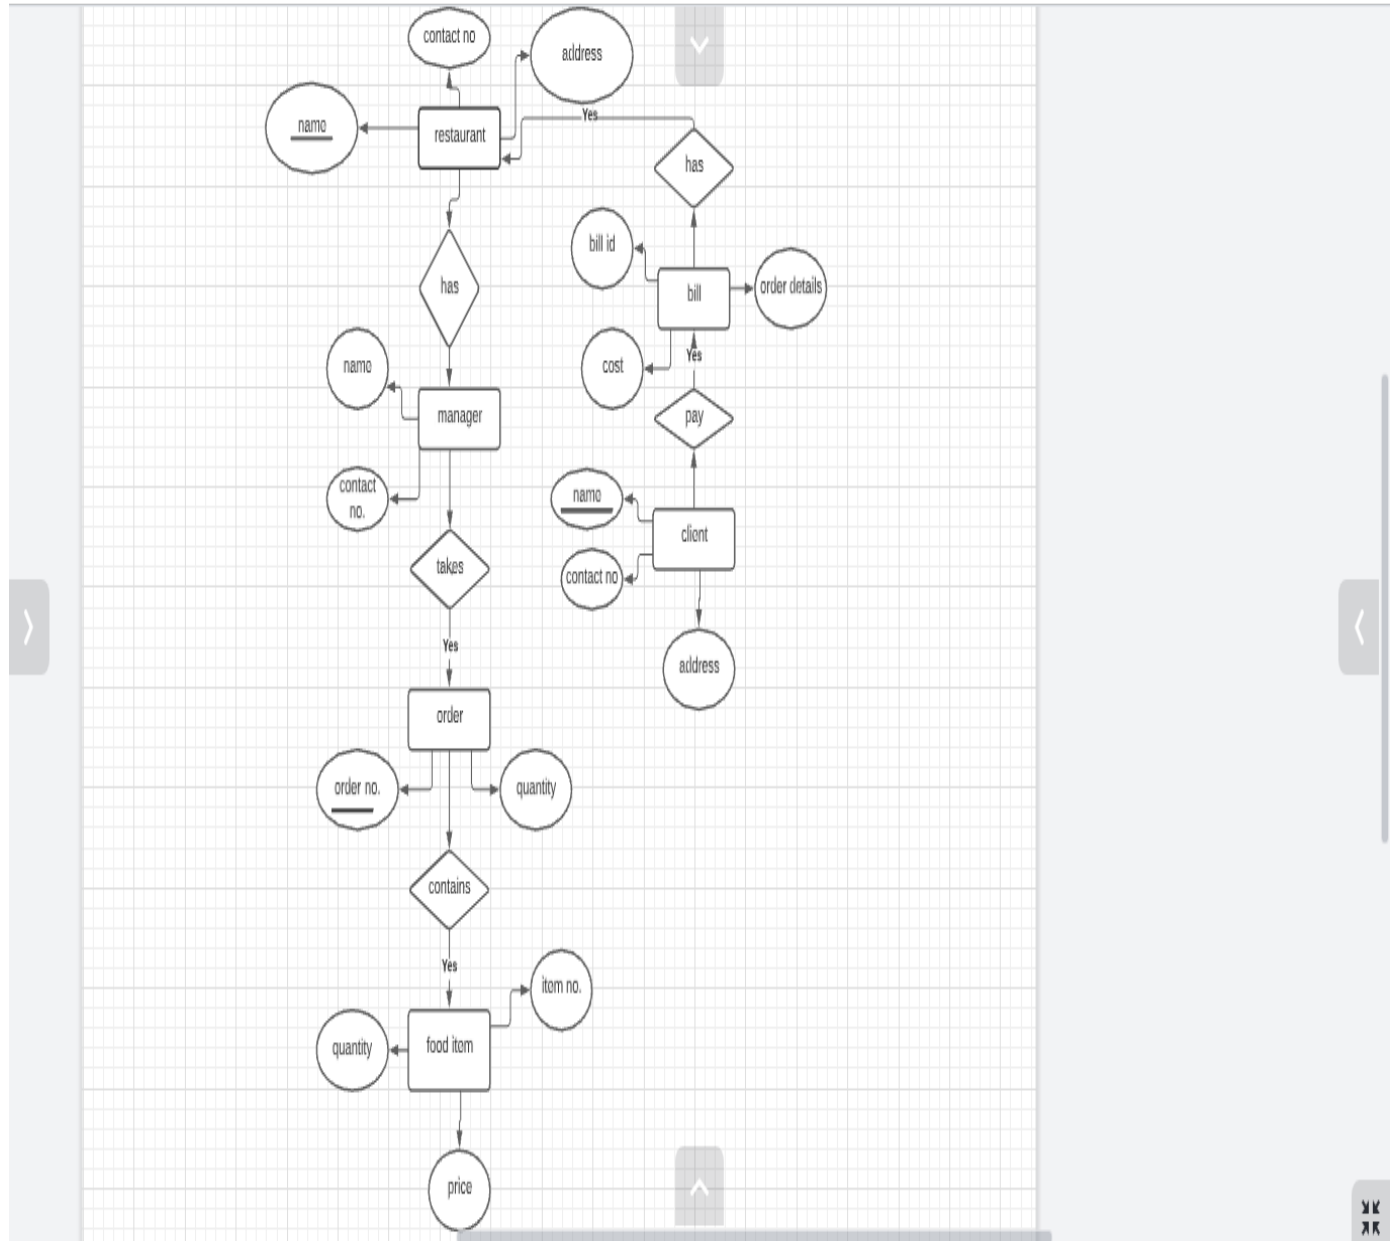 contact no
address
name
restaurant
Yes
has
bill id
bill
order details
has
name
cost
Yes
manager
pay
contact
no.
name
client
takes
contact no
Yes
address
order
order no.
quantity
contains
Yes
item no.
quantity
food item
price